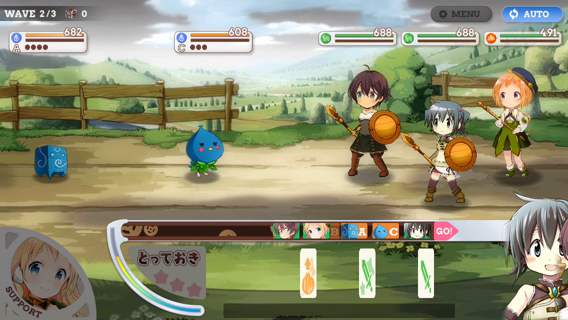 WAVE 2/3 0
MENU
AUTO
682
A
608
C
688
688
491
B A C GO!
とっておき
SUPPORT